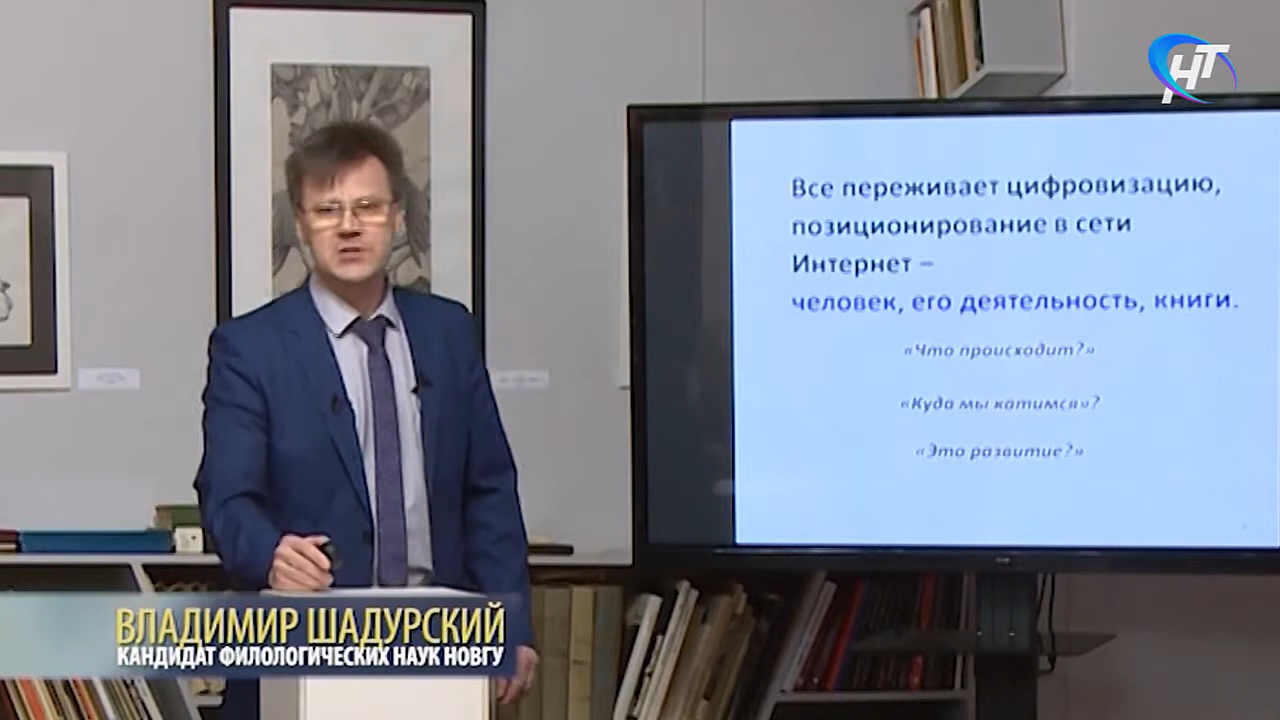 НТ
Все переживает цифровизацию,
позиционирование в сети
Интернет –
человек, его деятельность, книги.
«Что происходит?»
«Куда мы катимся»?
«Это развитие?»
ВЛАДИМИР ШАДУРСКИЙ
КАНДИДАТ ФИЛОЛОГИЧЕСКИХ НАУК НОВГУ